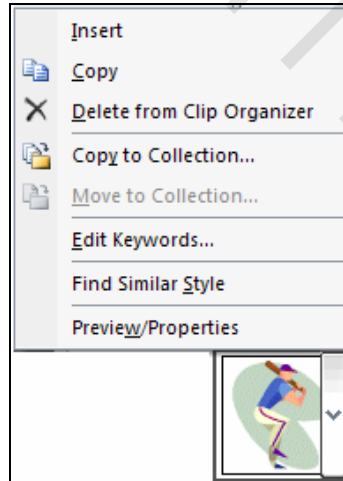 Insert
Copy
Delete from Clip Organizer
Copy to Collection...
Move to Collection...
Edit Keywords...
Find Similar Style
Preview/Properties